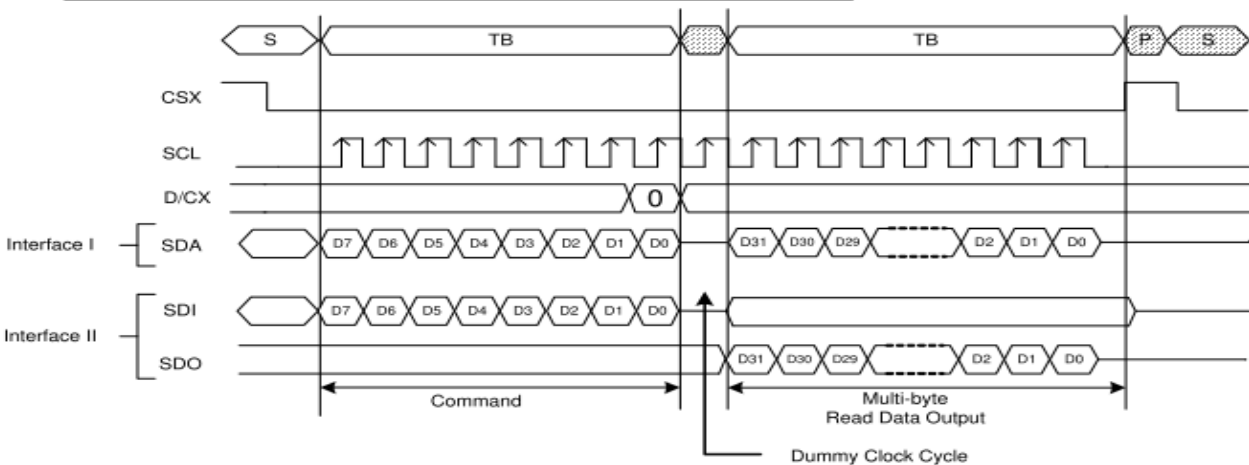 S TB TB P S
CSX
SCL
D/CX 0
Interface I SDA D7 D6 D5 D4 D3 D2 D1 D0 D31 D30 D29 D2 D1 D0
SDI D7 D6 D5 D4 D3 D2 D1 D0
Interface II
SDO D31 D30 D29 D2 D1 D0
Command Multi-byte
Read Data Output
Dummy Clock Cycle